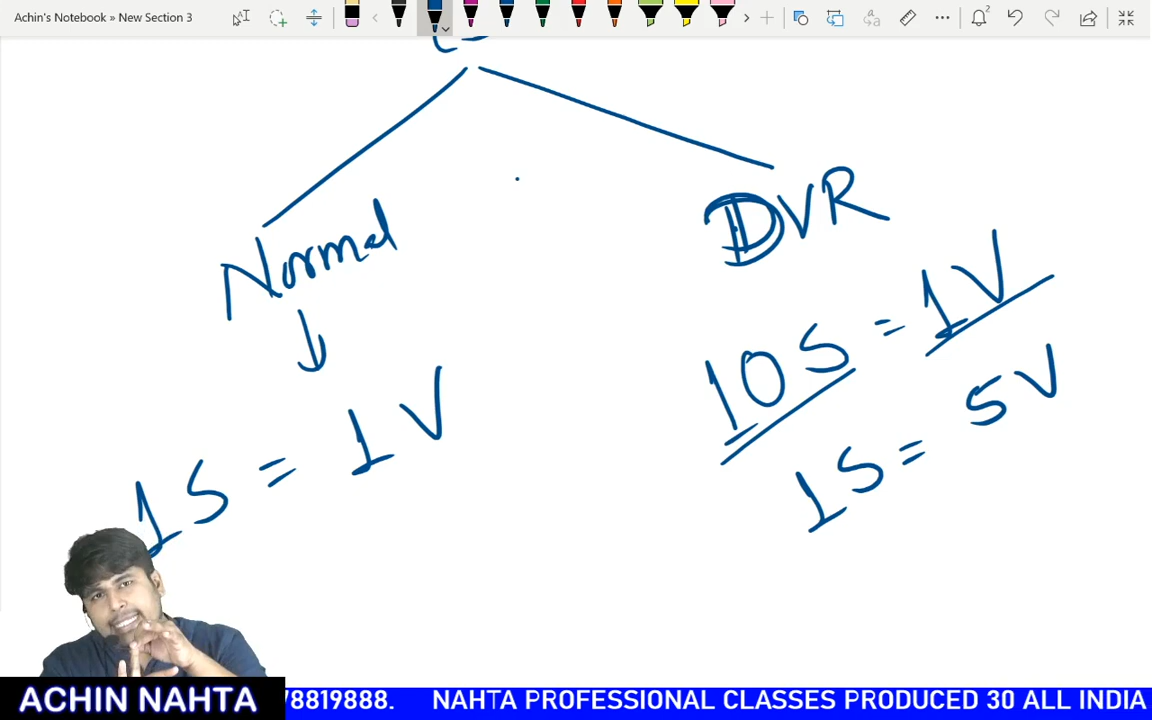 Achin's Notebook » New Section 3
Normal
DVR
1S = 1V
10S = 1V
1S = 5V
ACHIN NAHTA
78819888. NAHTA PROFESSIONAL CLASSES PRODUCED 30 ALL INDIA